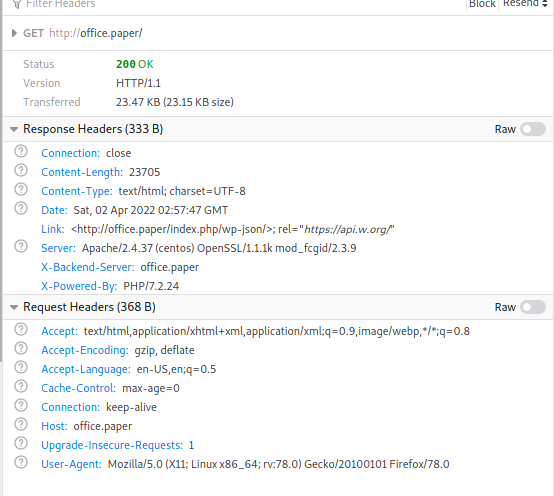 Filter Headers Block Resend
GET http://office.paper/
Status 200 OK
Version HTTP/1.1
Transferred 23.47 KB (23.15 KB size)
Response Headers (333 B) Raw
? Connection: close
? Content-Length: 23705
? Content-Type: text/html; charset=UTF-8
? Date: Sat, 02 Apr 2022 02:57:47 GMT
Link: <http://office.paper/index.php/wp-json/>; rel="https://api.w.org/"
? Server: Apache/2.4.37 (centos) OpenSSL/1.1.1k mod_fcgid/2.3.9
X-Backend-Server: office.paper
X-Powered-By: PHP/7.2.24
Request Headers (368 B) Raw
? Accept: text/html,application/xhtml+xml,application/xml;q=0.9,image/webp,*/*;q=0.8
? Accept-Encoding: gzip, deflate
? Accept-Language: en-US,en;q=0.5
? Cache-Control: max-age=0
? Connection: keep-alive
? Host: office.paper
? Upgrade-Insecure-Requests: 1
? User-Agent: Mozilla/5.0 (X11; Linux x86_64; rv:78.0) Gecko/20100101 Firefox/78.0